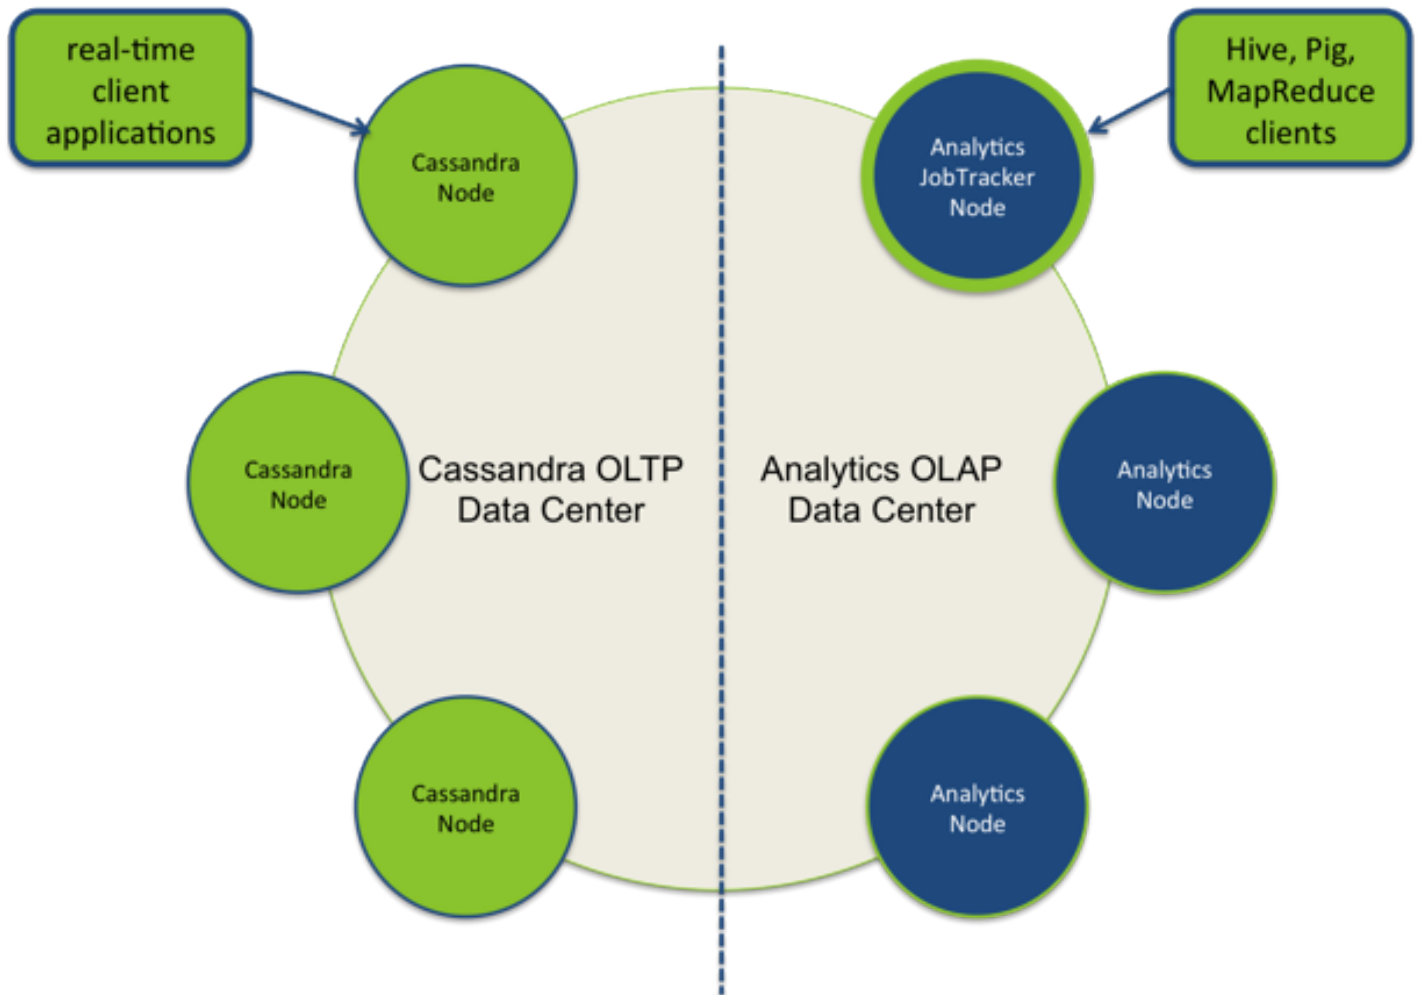 real-time
client
applications
Hive, Pig,
MapReduce
clients
Cassandra
Node
Analytics
JobTracker
Node
Cassandra
Node
Cassandra OLTP
Data Center
Analytics OLAP
Data Center
Analytics
Node
Cassandra
Node
Analytics
Node